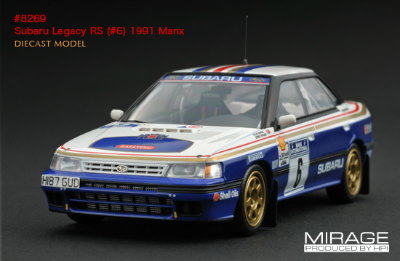 #8269
Subaru Legacy RS (#6) 1991 Manx
DIECAST MODEL
SUBARU
H187 GUD
Shell Oils
6
SUBARU
MIRAGE
PRODUCED BY HPI